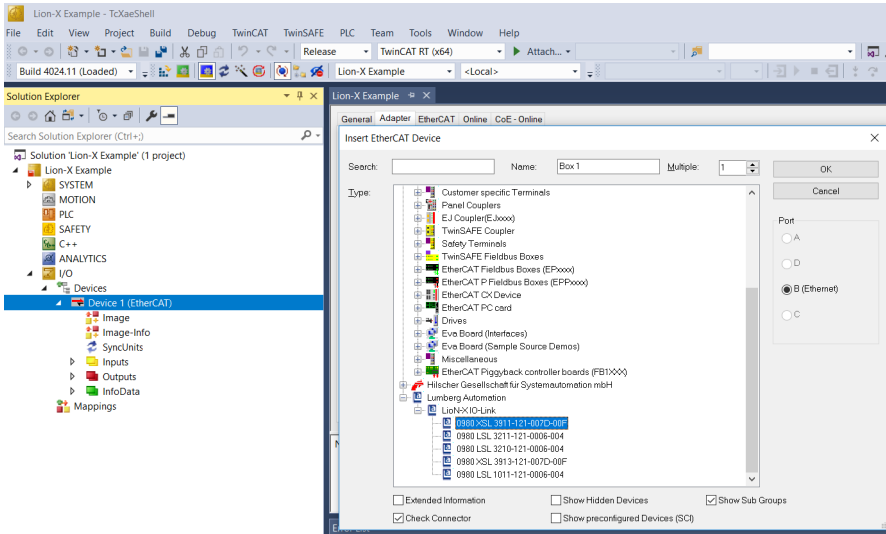 Lion-X Example - TcXaeShell
File Edit View Project Build Debug TwinCAT TwinSAFE PLC Team Tools Window Help
Release TwinCAT RT (x64) Attach...
Build 4024.11 (Loaded) Lion-X Example <Local>
Solution Explorer
Search Solution Explorer (Ctrl+;)
Solution 'Lion-X Example' (1 project)
Lion-X Example
SYSTEM
MOTION
PLC
SAFETY
C++
ANALYTICS
I/O
Devices
Device 1 (EtherCAT)
Image
Image-Info
SyncUnits
Inputs
Outputs
InfoData
Mappings
Lion-X Example
General Adapter EtherCAT Online CoE - Online
Insert EtherCAT Device
Search: Name: Box 1 Multiple: 1 OK
Type:
Customer specific Terminals
Panel Couplers
EJ Coupler(EJxxxx)
TwinSAFE Coupler
Safety Terminals
TwinSAFE Fieldbus Boxes
EtherCAT Fieldbus Boxes (EPxxxx)
EtherCAT P Fieldbus Boxes (EPPxxxx)
EtherCAT CX Device
EtherCAT PC card
Drives
Eva Board (Interfaces)
Eva Board (Sample Source Demos)
Miscellaneous
EtherCAT Piggyback controller boards (FB1XXX)
Hilscher Gesellschaft für Systemautomation mbH
Lumberg Automation
LioN-X IO-Link
0980 XSL 3911-121-007D-00F
0980 LSL 3211-121-0006-004
0980 LSL 3210-121-0006-004
0980 XSL 3913-121-007D-00F
0980 LSL 1011-121-0006-004
Cancel
Port
A
D
B (Ethernet)
C
Extended Information Show Hidden Devices Show Sub Groups
Check Connector Show preconfigured Devices (SCI)
Error List